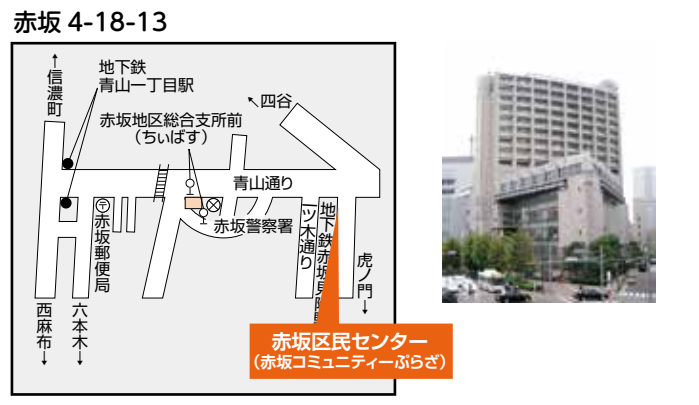 赤坂 4-18-13
↑信濃町
地下鉄
青山一丁目駅
↖四谷
赤坂地区総合支所前
（ちぃばす）
青山通り
〒赤坂郵便局
赤坂警察署
一ツ木通り
地下鉄赤坂見附
虎ノ門→
西麻布→
六本木→
赤坂区民センター
（赤坂コミュニティーぷらざ）